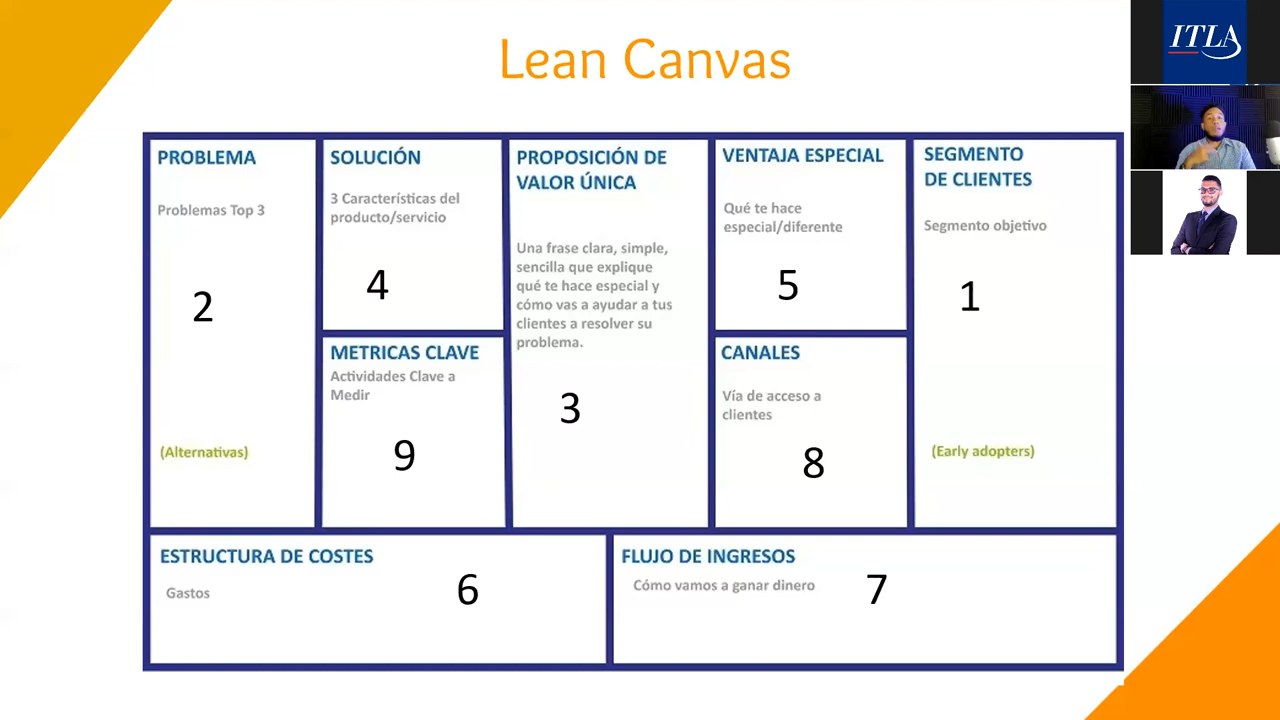 Lean Canvas
ITLA
PROBLEMA
Problemas Top 3
2
(Alternativas)
SOLUCIÓN
3 Características del
producto/servicio
4
METRICAS CLAVE
Actividades Clave a
Medir
9
PROPOSICIÓN DE
VALOR ÚNICA
Una frase clara, simple,
sencilla que explique
qué te hace especial y
cómo vas a ayudar a tus
clientes a resolver su
problema.
3
VENTAJA ESPECIAL
Qué te hace
especial/diferente
5
CANALES
Vía de acceso a
clientes
8
SEGMENTO
DE CLIENTES
Segmento objetivo
1
(Early adopters)
ESTRUCTURA DE COSTES
Gastos
6
FLUJO DE INGRESOS
Cómo vamos a ganar dinero
7